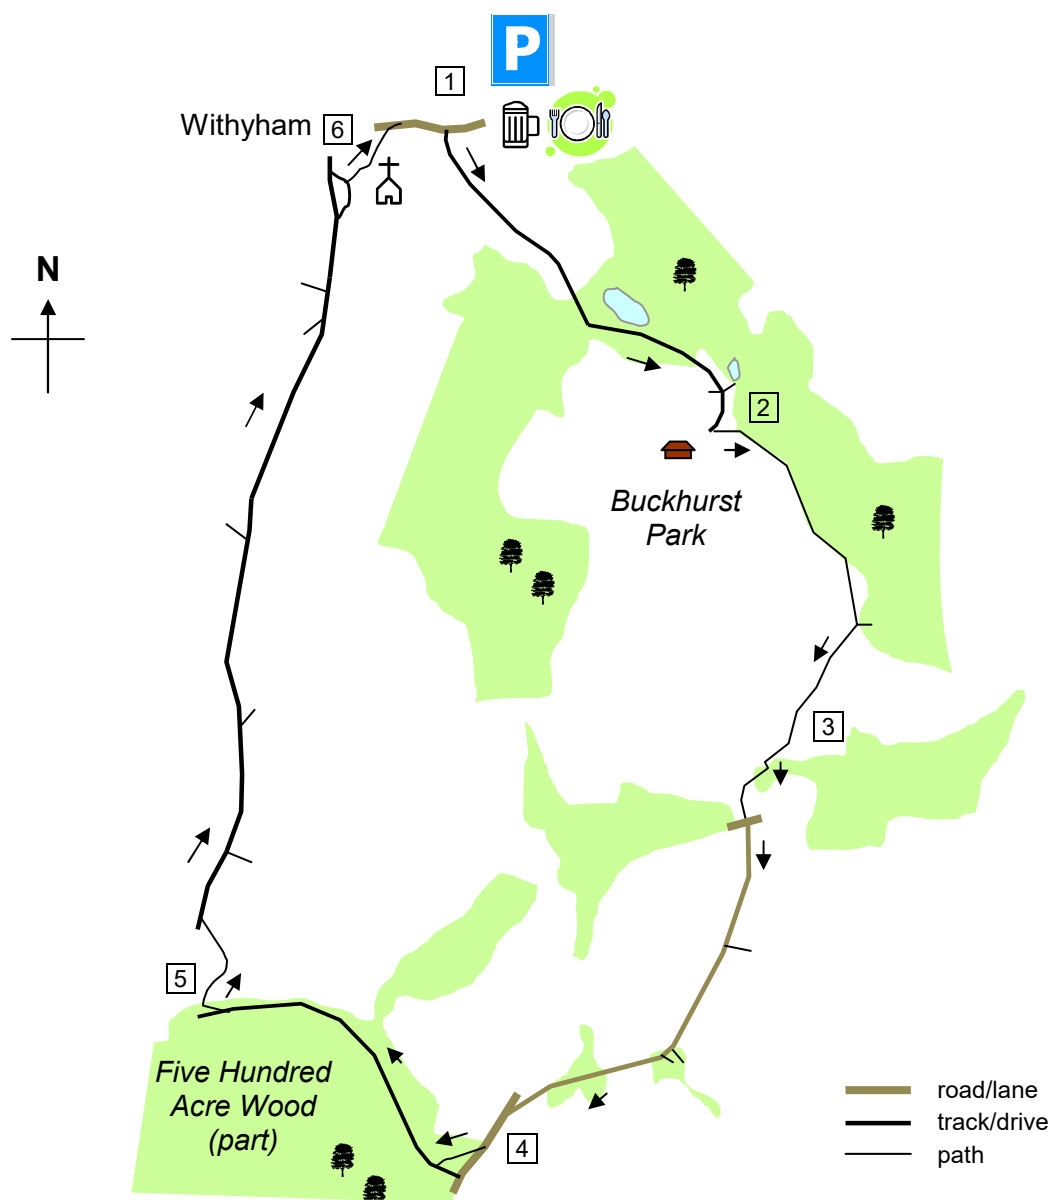 P
1
Withyham
6
N
2
Buckhurst
Park
3
5
Five Hundred
Acre Wood
(part)
4
road/lane
track/drive
path